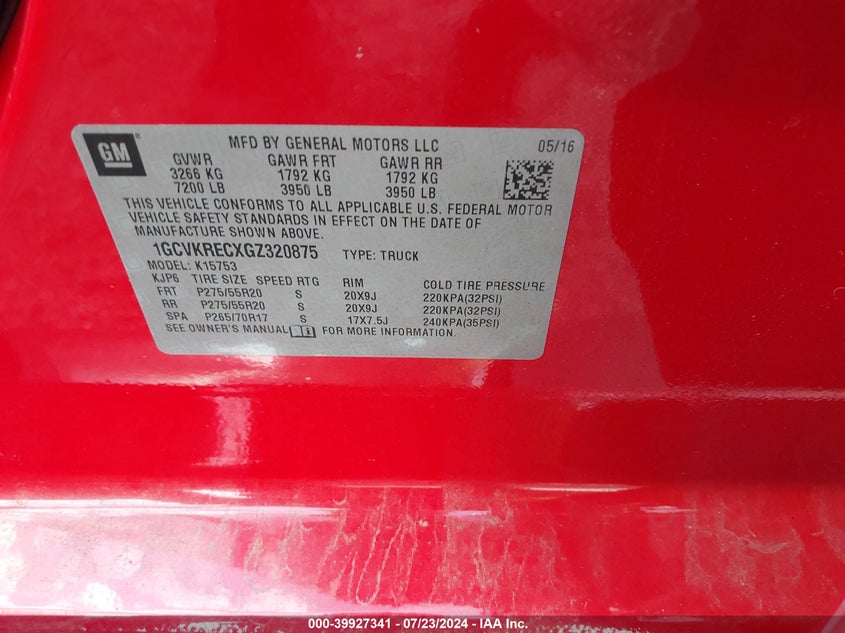 GM
MFD BY GENERAL MOTORS LLC 05/16
GVWR GAWR FRT GAWR RR
3266 KG 1792 KG 1792 KG
7200 LB 3950 LB 3950 LB
THIS VEHICLE CONFORMS TO ALL APPLICABLE U.S. FEDERAL MOTOR
VEHICLE SAFETY STANDARDS IN EFFECT ON THE DATE OF
MANUFACTURE SHOWN ABOVE.
1GCVKRECXGZ320875 TYPE: TRUCK
MODEL: K15753
KJP6 TIRE SIZE SPEED RTG RIM COLD TIRE PRESSURE
FRT P275/55R20 S 20X9J 220KPA(32PSI)
RR P275/55R20 S 20X9J 220KPA(32PSI)
SPA P265/70R17 S 17X7.5J 240KPA(35PSI)
SEE OWNER'S MANUAL FOR MORE INFORMATION.
000-39927341 - 07/23/2024 - IAA Inc.